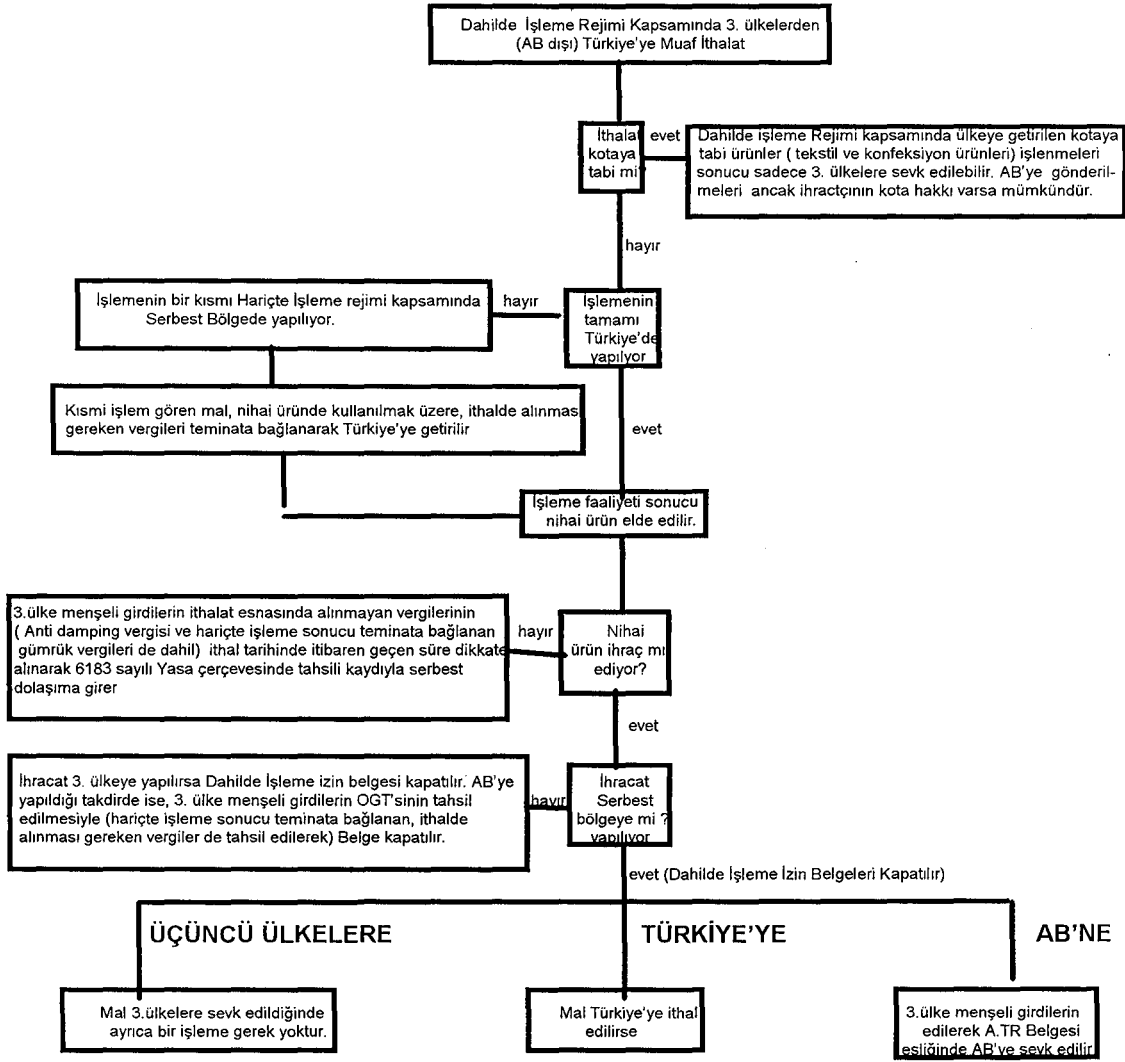 Dahilde İşleme Rejimi Kapsamında 3. ülkelerden
(AB dışı) Türkiye'ye Muaf İthalat
İthalat
kotaya
tabi mi
evet
Dahilde işleme Rejimi kapsamında ülkeye getirilen kotaya
tabi ürünler ( tekstil ve konfeksiyon ürünleri) işlenmeleri
sonucu sadece 3. ülkelere sevk edilebilir. AB'ye gönderil-
meleri ancak ihractçının kota hakkı varsa mümkündür.
hayır
İşlemenin bir kısmı Hariçte İşleme rejimi kapsamında
Serbest Bölgede yapılıyor.
hayır
İşlemenin
tamamı
Türkiye'de
yapılyor
Kısmi işlem gören mal, nihai üründe kullanılmak üzere, ithalde alınmas
gereken vergileri teminata bağlanarak Türkiye'ye getirilir
evet
İşleme faaliyeti sonucu
nihai ürün elde edilir.
3.ülke menşeli girdilerin ithalat esnasında alınmayan vergilerinin
( Anti damping vergisi ve hariçte işleme sonucu teminata bağlanan
gümrük vergileri de dahil) ithal tarihinde itibaren geçen süre dikkate
alınarak 6183 sayılı Yasa çerçevesinde tahsili kaydıyla serbest
dolaşıma girer
hayır
Nihai
ürün ihraç mı
ediyor?
evet
İhracat 3. ülkeye yapılırsa Dahilde İşleme izin belgesi kapatılır. AB'ye
yapıldığı takdirde ise, 3. ülke menşeli girdilerin OGT'sinin tahsil
edilmesiyle (hariçte işleme sonucu teminata bağlanan, ithalde
alınması gereken vergiler de tahsil edilerek) Belge kapatılır.
hayır
İhracat
Serbest
bölgeye mi ?
yapılıyor
evet (Dahilde İşleme İzin Belgeleri Kapatılır)
ÜÇÜNCÜ ÜLKELERE
TÜRKİYE'YE
AB'NE
Mal 3.ülkelere sevk edildiğinde
ayrıca bir işleme gerek yoktur.
Mal Türkiye'ye ithal
edilirse
3.ülke menşeli girdilerin
edilerek A.TR Belgesi
eşliğinde AB'ye sevk edilir